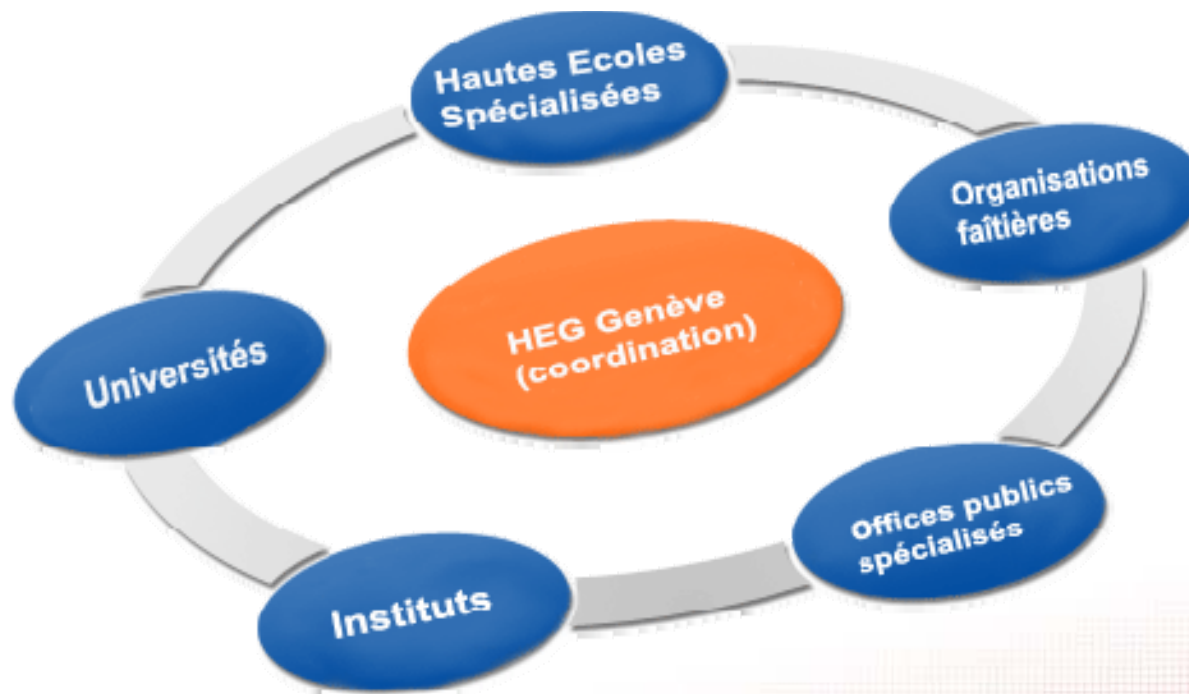 Hautes Ecoles
Spécialisées
Organisations
faîtières
HEG Genève
(coordination)
Universités
Offices publics
spécialisés
Instituts